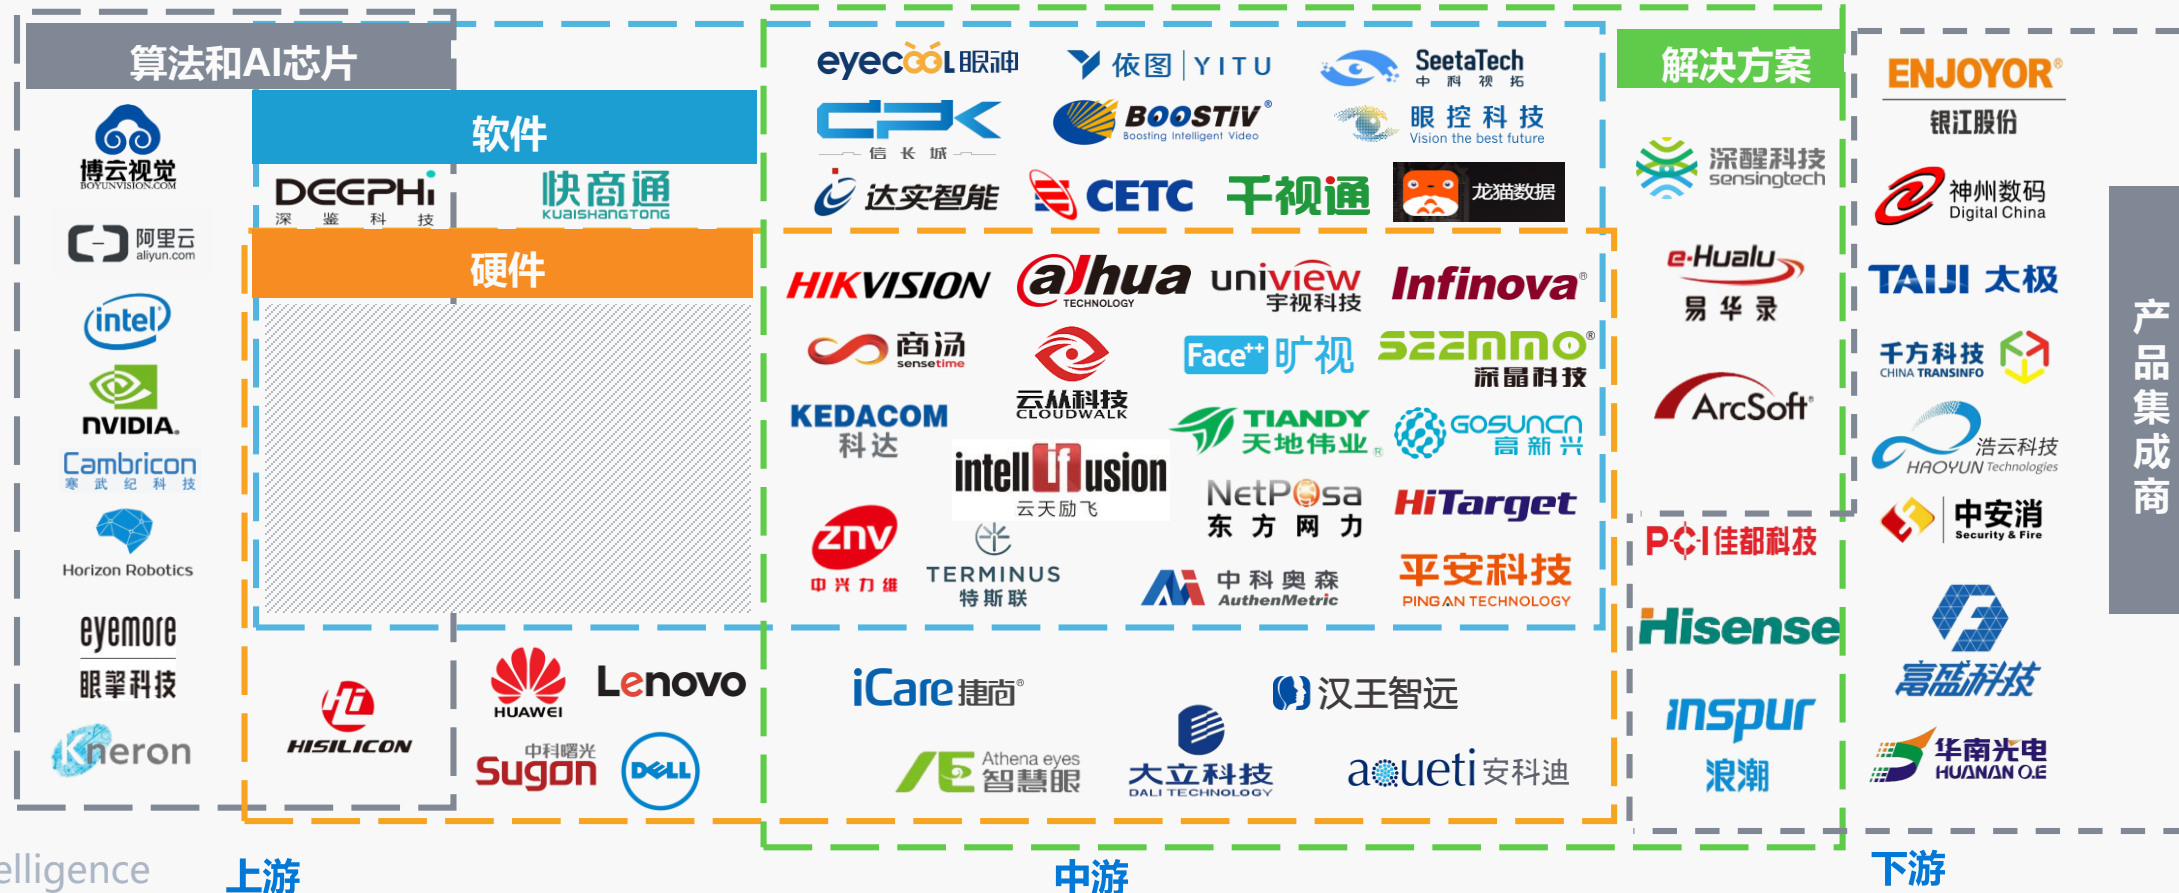 算法和AI芯片
博云视觉
BOYUNVISION.COM
阿里云
aliyun.com
intel
NVIDIA.
Cambricon
寒武纪科技
Horizon Robotics
eyemore
眼擎科技
Kneron
软件
DEEPHi
深鉴科技
快商通
KUAISHANGTONG
硬件
HISILICON
HUAWEI
Lenovo
中科曙光
Sugon
DELL
eyecool眼神
依图 | YITU
SeetaTech
中科视拓
CPK
信长城
BOOSTIV®
Boosting Intelligent Video
眼控科技
Vision the best future
达实智能
CETC
千视通
龙猫数据
HIKVISION
alhua
TECHNOLOGY
uniview
宇视科技
Infinova®
商汤
sensetime
云从科技
CLOUDWALK
Face++ 旷视
SEEMMO®
深晶科技
KEDACOM
科达
intellifusion
云天励飞
TIANDY
天地伟业®
GOSUNCN
高新兴
NetPosa
东方网力
HiTarget
ZNV
中兴力维
TERMINUS
特斯联
中科奥森
AuthenMetric
平安科技
PING AN TECHNOLOGY
iCare捷尚®
汉王智远
Athena eyes
智慧眼
大立科技
DALI TECHNOLOGY
aqueti安科迪
解决方案
深醒科技
sensingtech
e-Hualu
易华录
ArcSoft®
PCI佳都科技
Hisense
inspur
浪潮
ENJOYOR®
银江股份
神州数码
Digital China
TAIJI 太极
千方科技
CHINA TRANSINFO
浩云科技
HAOYUN Technologies
中安消
Security & Fire
富盛科技
华南光电
HUANAN O.E
产品集成商
elligence
上游
中游
下游